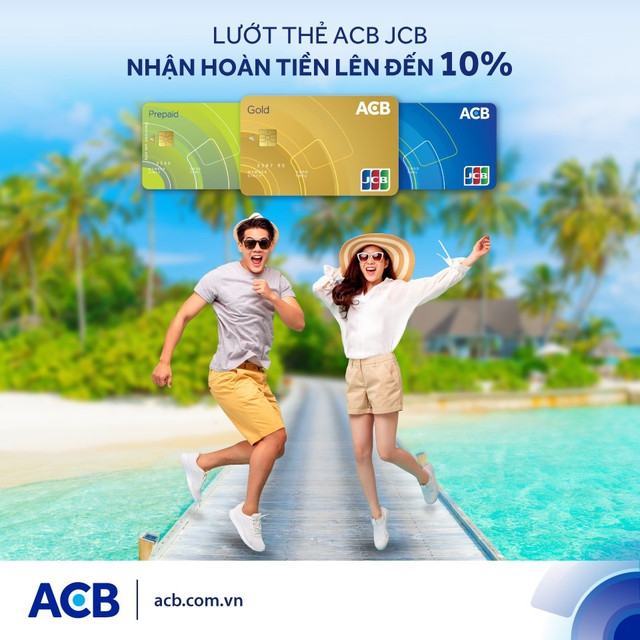 LƯỚT THẺ ACB JCB
NHẬN HOÀN TIỀN LÊN ĐẾN 10%
Prepaid
Gold
ACB
ACB
JCB
JCB
ACB
acb.com.vn